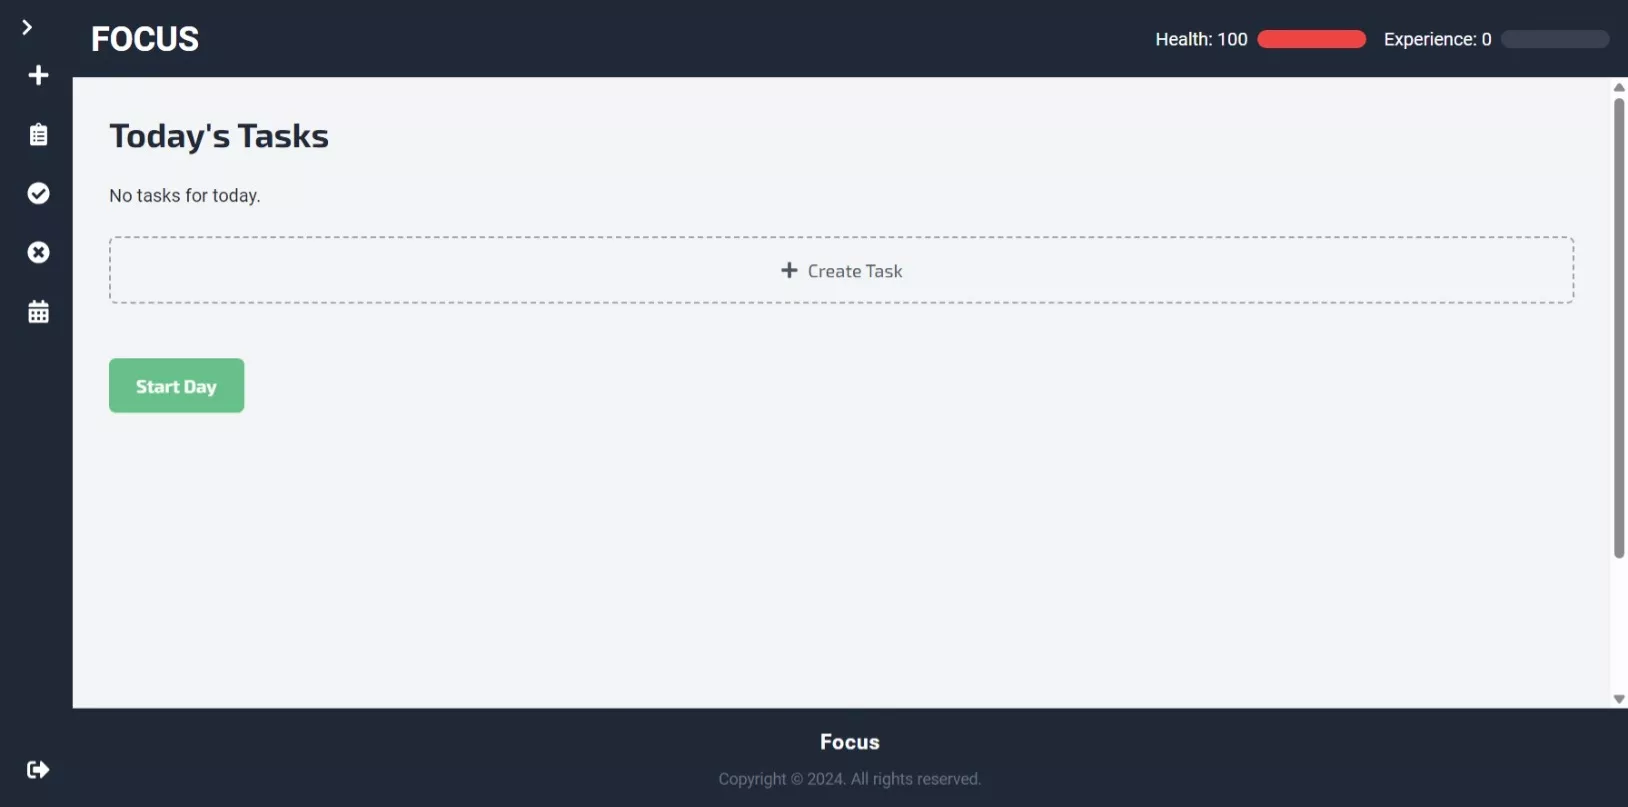 FOCUS
Health: 100
Experience: 0
Today's Tasks
No tasks for today.
Create Task
Start Day
Focus
Copyright © 2024. All rights reserved.